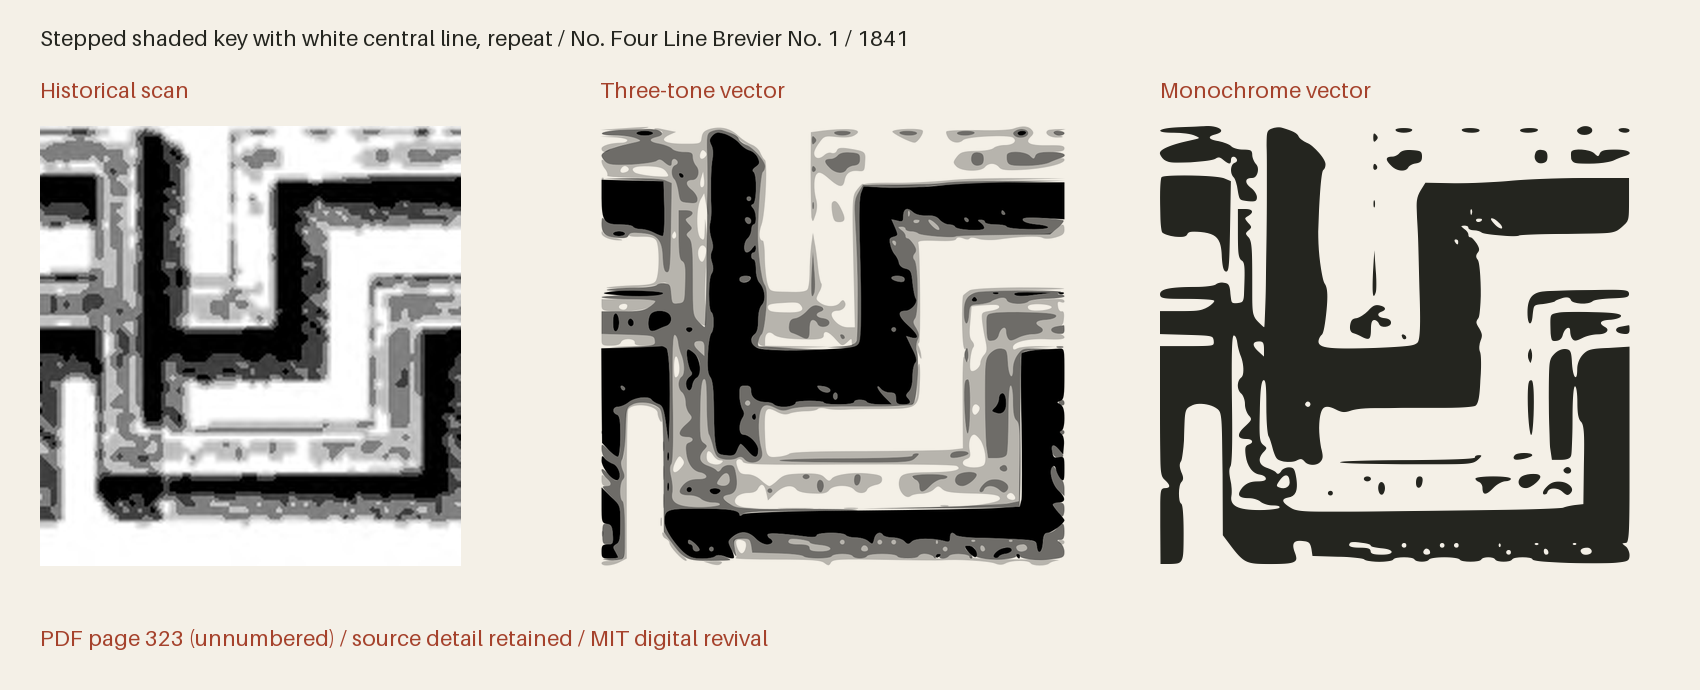 Stepped shaded key with white central line, repeat / No. Four Line Brevier No. 1 / 1841
Historical scan
Three-tone vector
Monochrome vector
PDF page 323 (unnumbered) / source detail retained / MIT digital revival